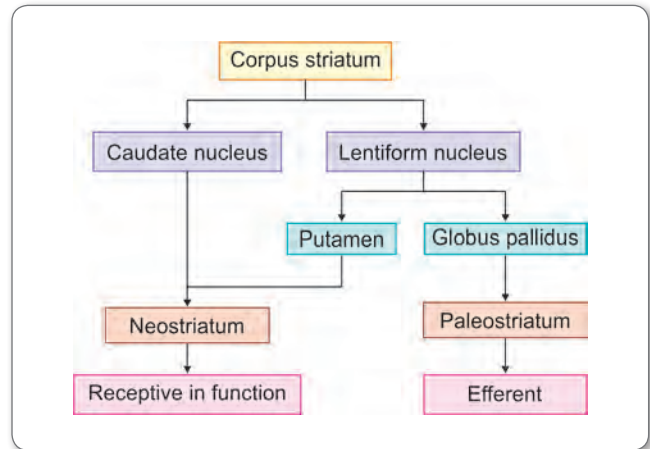 Corpus striatum
Caudate nucleus
Lentiform nucleus
Putamen
Globus pallidus
Neostriatum
Paleostriatum
Receptive in function
Efferent